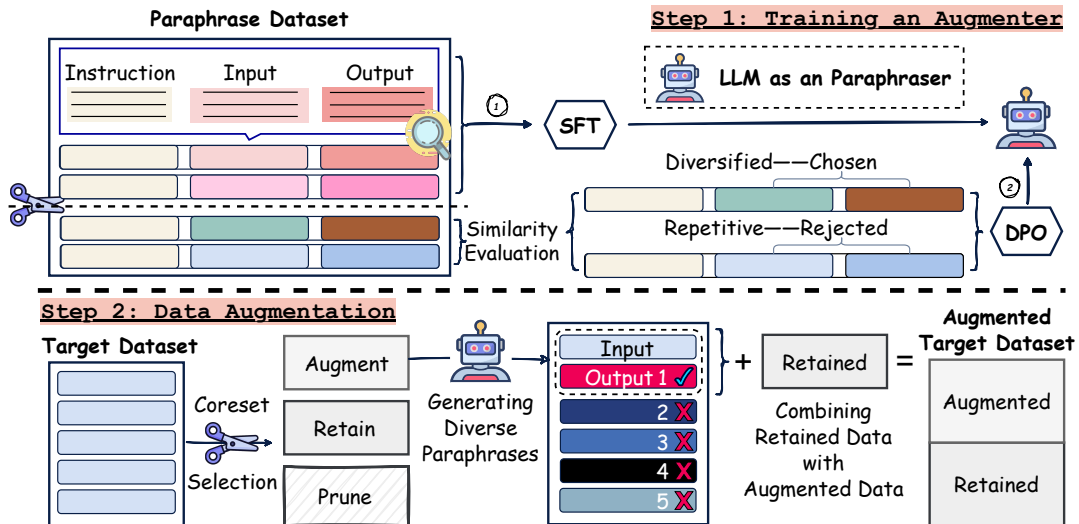 Paraphrase Dataset
Step 1: Training an Augmenter
Instruction
Input
Output
LLM as an Paraphraser
1
SFT
Diversified——Chosen
2
Similarity
Evaluation
Repetitive——Rejected
DPO
Step 2: Data Augmentation
Target Dataset
Augment
Coreset
Selection
Retain
Prune
Generating
Diverse
Paraphrases
Input
Output 1
2
3
4
5
+
Retained
=
Combining
Retained Data
with
Augmented Data
Augmented
Target Dataset
Augmented
Retained